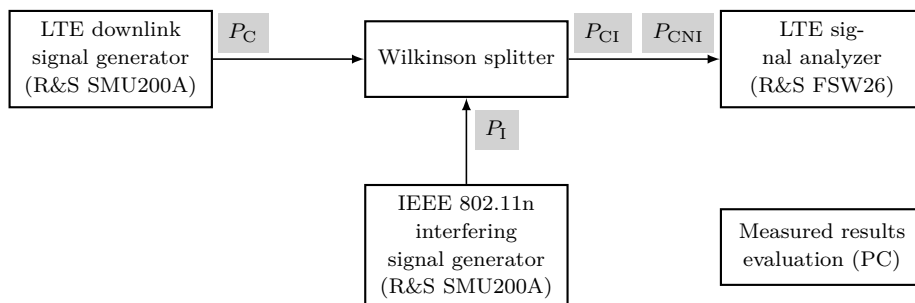 LTE downlink
signal generator
(R&S SMU200A)
P_C
Wilkinson splitter
P_CI
P_CNI
LTE sig-
nal analyzer
(R&S FSW26)
P_I
IEEE 802.11n
interfering
signal generator
(R&S SMU200A)
Measured results
evaluation (PC)